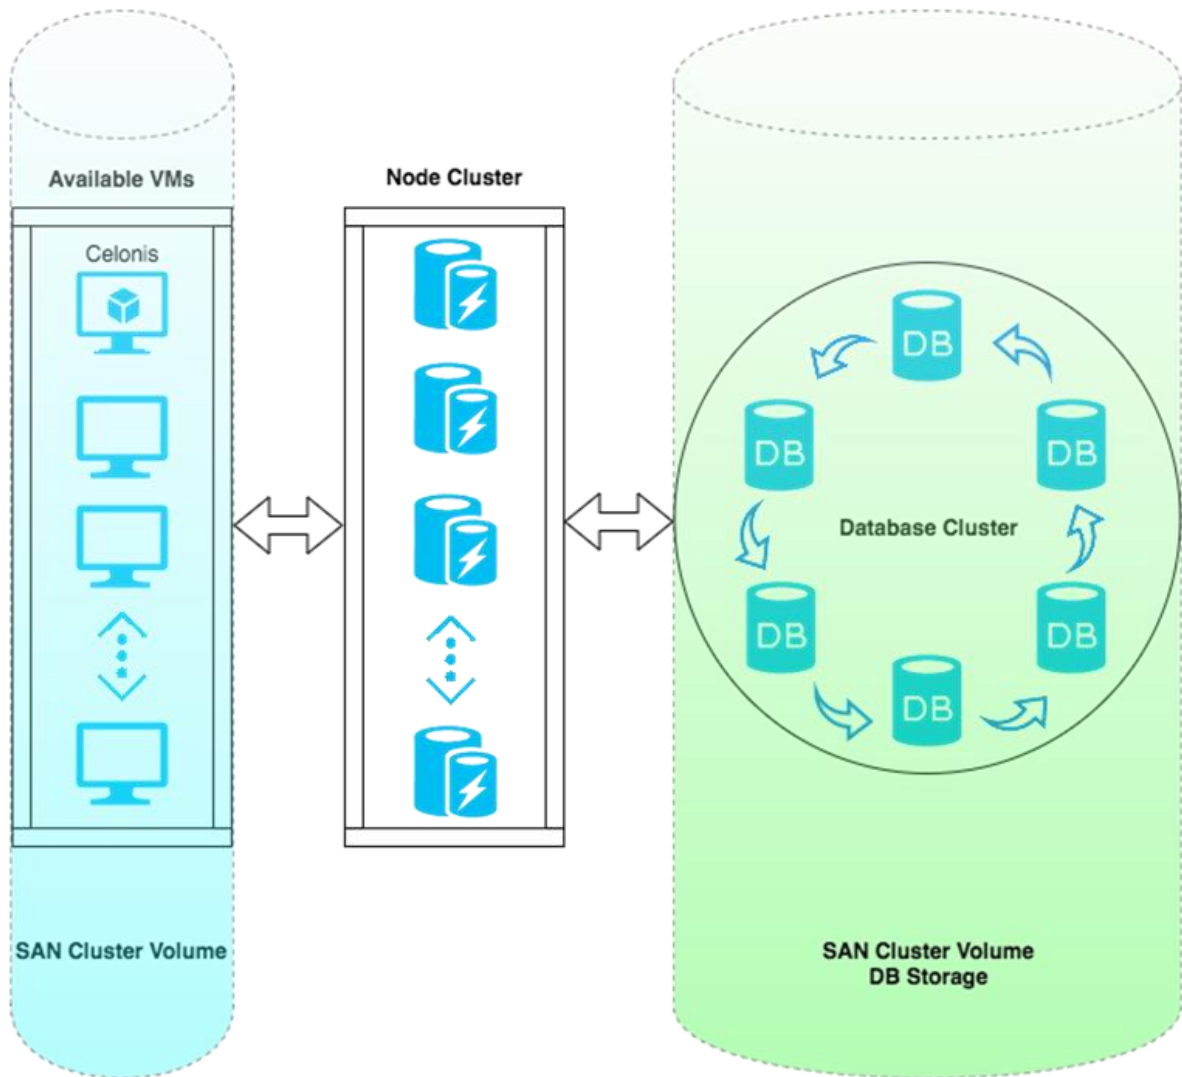 Available VMs
Celonis
SAN Cluster Volume
Node Cluster
DB
DB
DB
Database Cluster
DB
DB
DB
SAN Cluster Volume
DB Storage